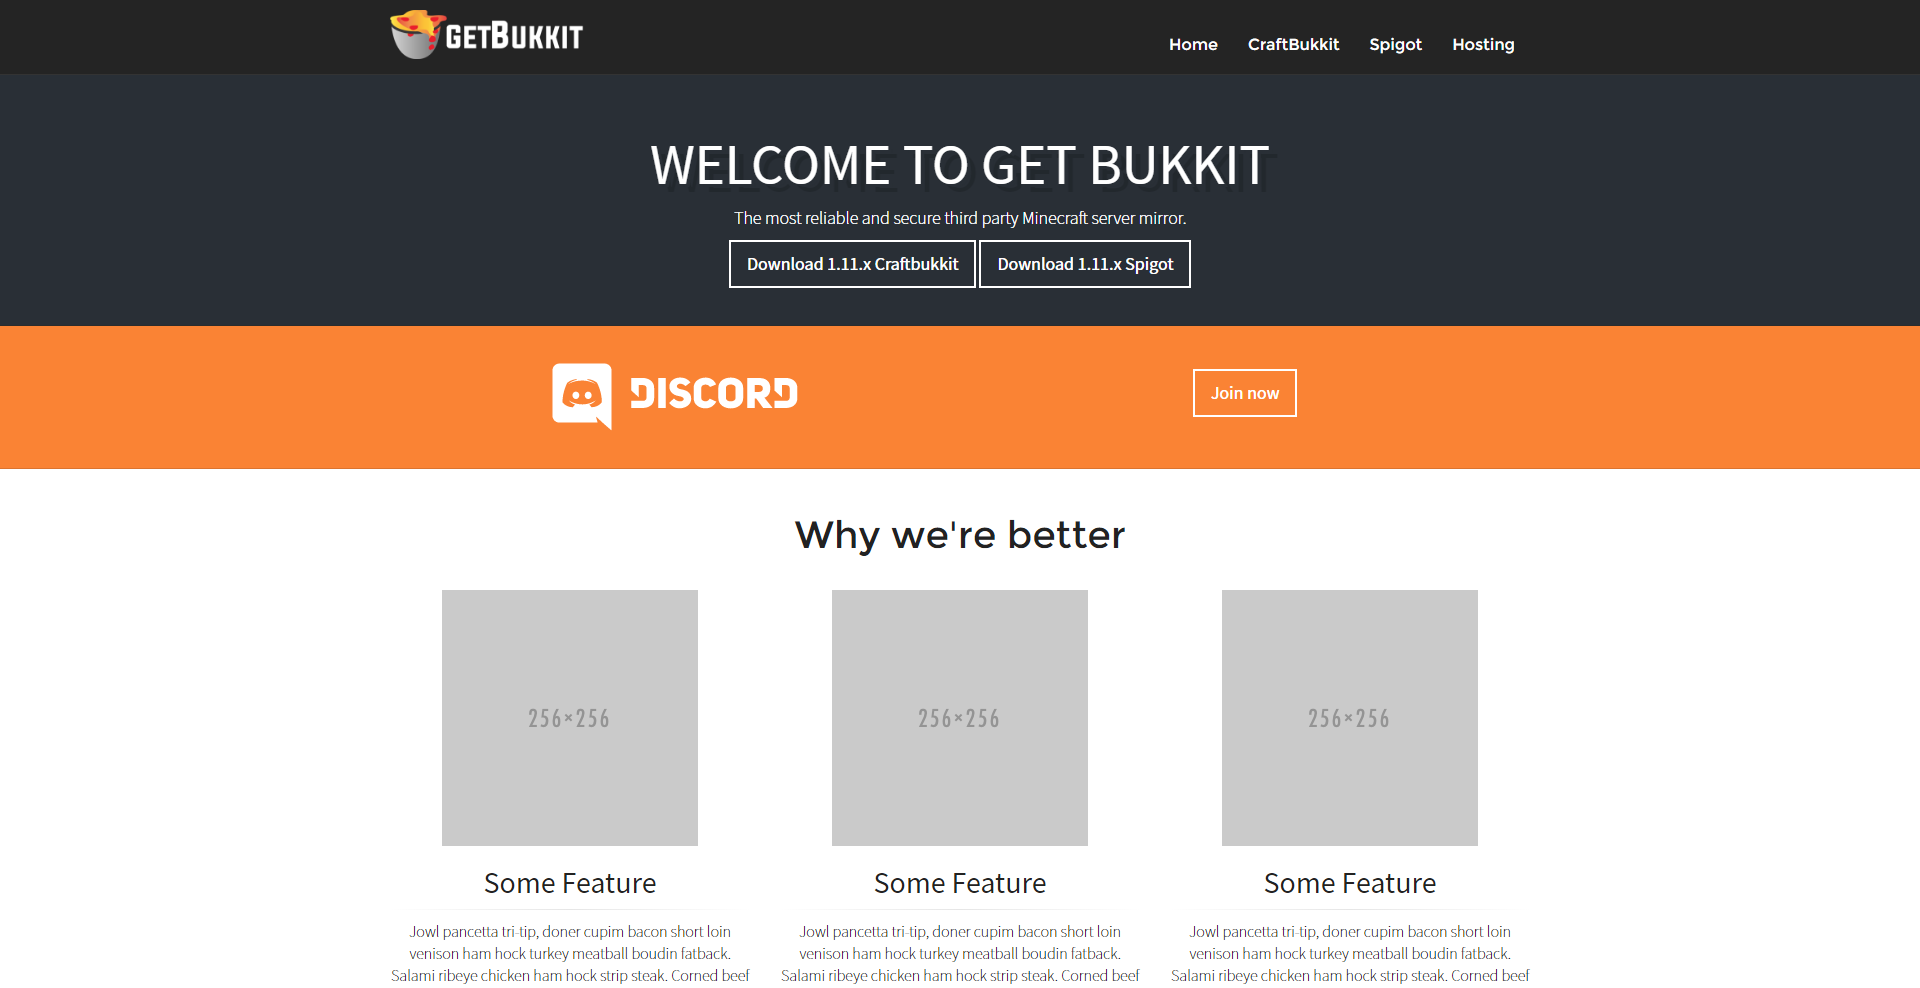 GETBUKKIT
Home CraftBukkit Spigot Hosting
WELCOME TO GET BUKKIT
The most reliable and secure third party Minecraft server mirror.
Download 1.11.x Craftbukkit Download 1.11.x Spigot
DISCORD Join now
Why we're better
256×256 256×256 256×256
Some Feature Some Feature Some Feature
Jowl pancetta tri-tip, doner cupim bacon short loin
venison ham hock turkey meatball boudin fatback.
Salami ribeye chicken ham hock strip steak. Corned beef
Jowl pancetta tri-tip, doner cupim bacon short loin
venison ham hock turkey meatball boudin fatback.
Salami ribeye chicken ham hock strip steak. Corned beef
Jowl pancetta tri-tip, doner cupim bacon short loin
venison ham hock turkey meatball boudin fatback.
Salami ribeye chicken ham hock strip steak. Corned beef